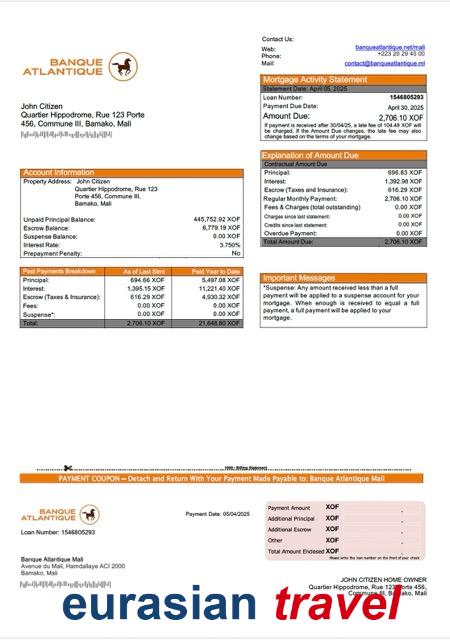 Contact Us:
Web: banqueatlantique.net/mali
Phone: +223 20 29 45 00
Mail: contact@banqueatlantique.ml
BANQUE
ATLANTIQUE
Mortgage Activity Statement
Statement Date: April 05, 2025
Loan Number: 1546805293
Payment Due Date: April 30, 2025
Amount Due: 2,706.10 XOF
If payment is received after 30/04/25, a late fee of 104.49 XOF will
be charged. If the Amount Due changes, the late fee may also
change based on the terms of your mortgage.
John Citizen
Quartier Hippodrome, Rue 123 Porte
456, Commune III, Bamako, Mali
Explanation of Amount Due
Contractual Amount Due
Principal: 696.83 XOF
Interest: 1,392.98 XOF
Escrow (Taxes and Insurance): 616.29 XOF
Regular Monthly Payment: 2,706.10 XOF
Fees & Charges (total outstanding) 0.00 XOF
Charges since last statement: 0.00 XOF
Credits since last statement: 0.00 XOF
Overdue Payment: 0.00 XOF
Total Amount Due: 2,706.10 XOF
Account Information
Property Address: John Citizen
Quartier Hippodrome, Rue 123
Porte 456, Commune III,
Bamako, Mali
Unpaid Principal Balance: 445,752.92 XOF
Escrow Balance: 6,779.19 XOF
Suspense Balance: 0.00 XOF
Interest Rate: 3.750%
Prepayment Penalty: No
Past Payments Breakdown As of Last Stmt Paid Year to Date
Principal: 694.66 XOF 5,497.08 XOF
Interest: 1,395.15 XOF 11,221.40 XOF
Escrow (Taxes & Insurance): 616.29 XOF 4,930.32 XOF
Fees: 0.00 XOF 0.00 XOF
Suspense*: 0.00 XOF 0.00 XOF
Total: 2,706.10 XOF 21,648.80 XOF
Important Messages
*Suspense: Any amount received less than a full
payment will be applied to a suspense account for your
mortgage. When enough is received to equal a full
payment, a full payment will be applied to your
mortgage.
1000 - Billing Statement
PAYMENT COUPON — Detach and Return With Your Payment Made Payable to: Banque Atlantique Mali
BANQUE
ATLANTIQUE
Loan Number: 1546805293
Payment Date: 05/04/2025
Payment Amount XOF
Additional Principal XOF
Additional Escrow XOF
Other XOF
Total Amount Enclosed XOF
Please write the loan number on the front of your check
Banque Atlantique Mali
Avenue du Mali, Hamdallaye ACI 2000
Bamako, Mali
JOHN CITIZEN HOME OWNER
Quartier Hippodrome, Rue 123 Porte
eurasian travel